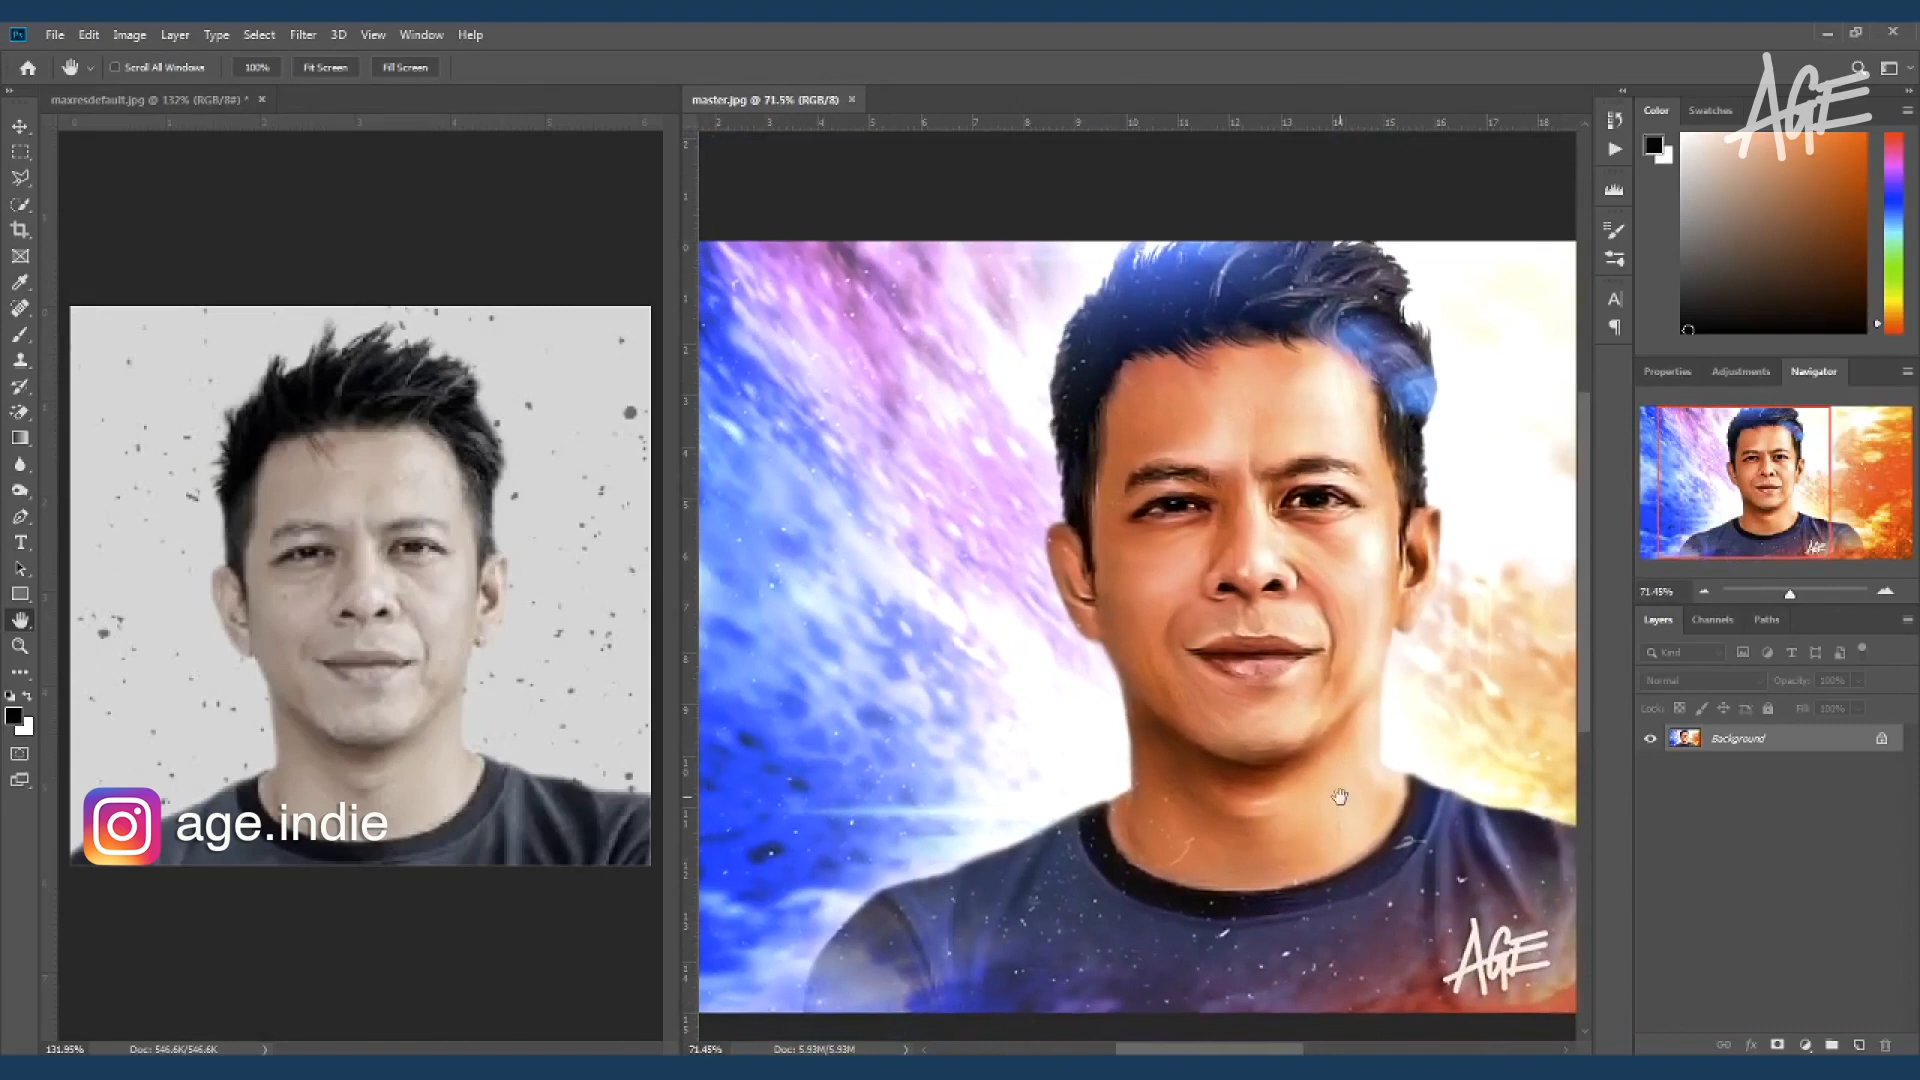 Ps File Edit Image Layer Type Select Filter 3D View Window Help
Scroll All Windows 100% Fit Screen Fill Screen
AGE
maxresdefault.jpg @ 132% (RGB/8#) *
master.jpg @ 71.5% (RGB/8)
Color Swatches
Properties Adjustments Navigator
71.45%
Layers Channels Paths
Kind
Normal Opacity: 100%
Lock: Fill: 100%
Background
age.indie
AGE
131.95% Doc: 546.6K/546.6K
71.45% Doc: 5.93M/5.93M